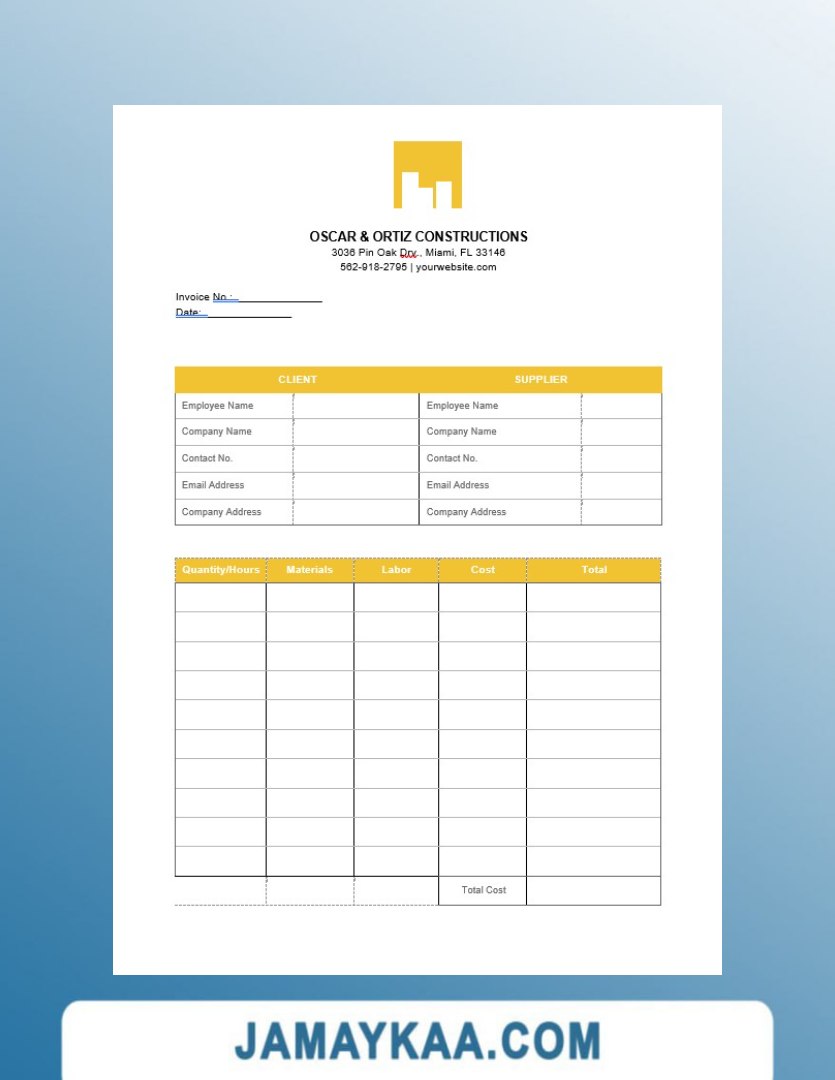 OSCAR & ORTIZ CONSTRUCTIONS
3036 Pin Oak Drv., Miami, FL 33146
562-918-2795 | yourwebsite.com
Invoice No.: ______________
Date: ______________
CLIENT SUPPLIER
Employee Name Employee Name
Company Name Company Name
Contact No. Contact No.
Email Address Email Address
Company Address Company Address
Quantity/Hours Materials Labor Cost Total
Total Cost
JAMAYKAA.COM